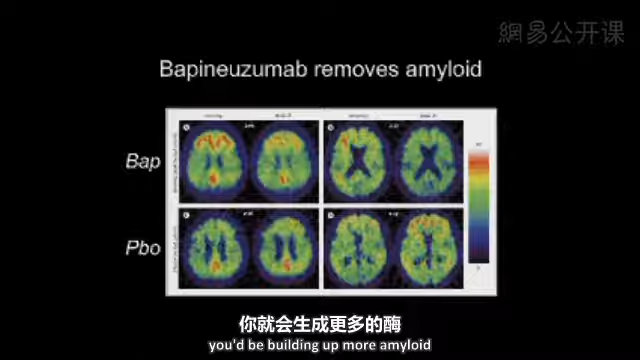 網易公开课
Bapineuzumab removes amyloid
Bap
Pbo
你就会生成更多的酶
you'd be building up more amyloid